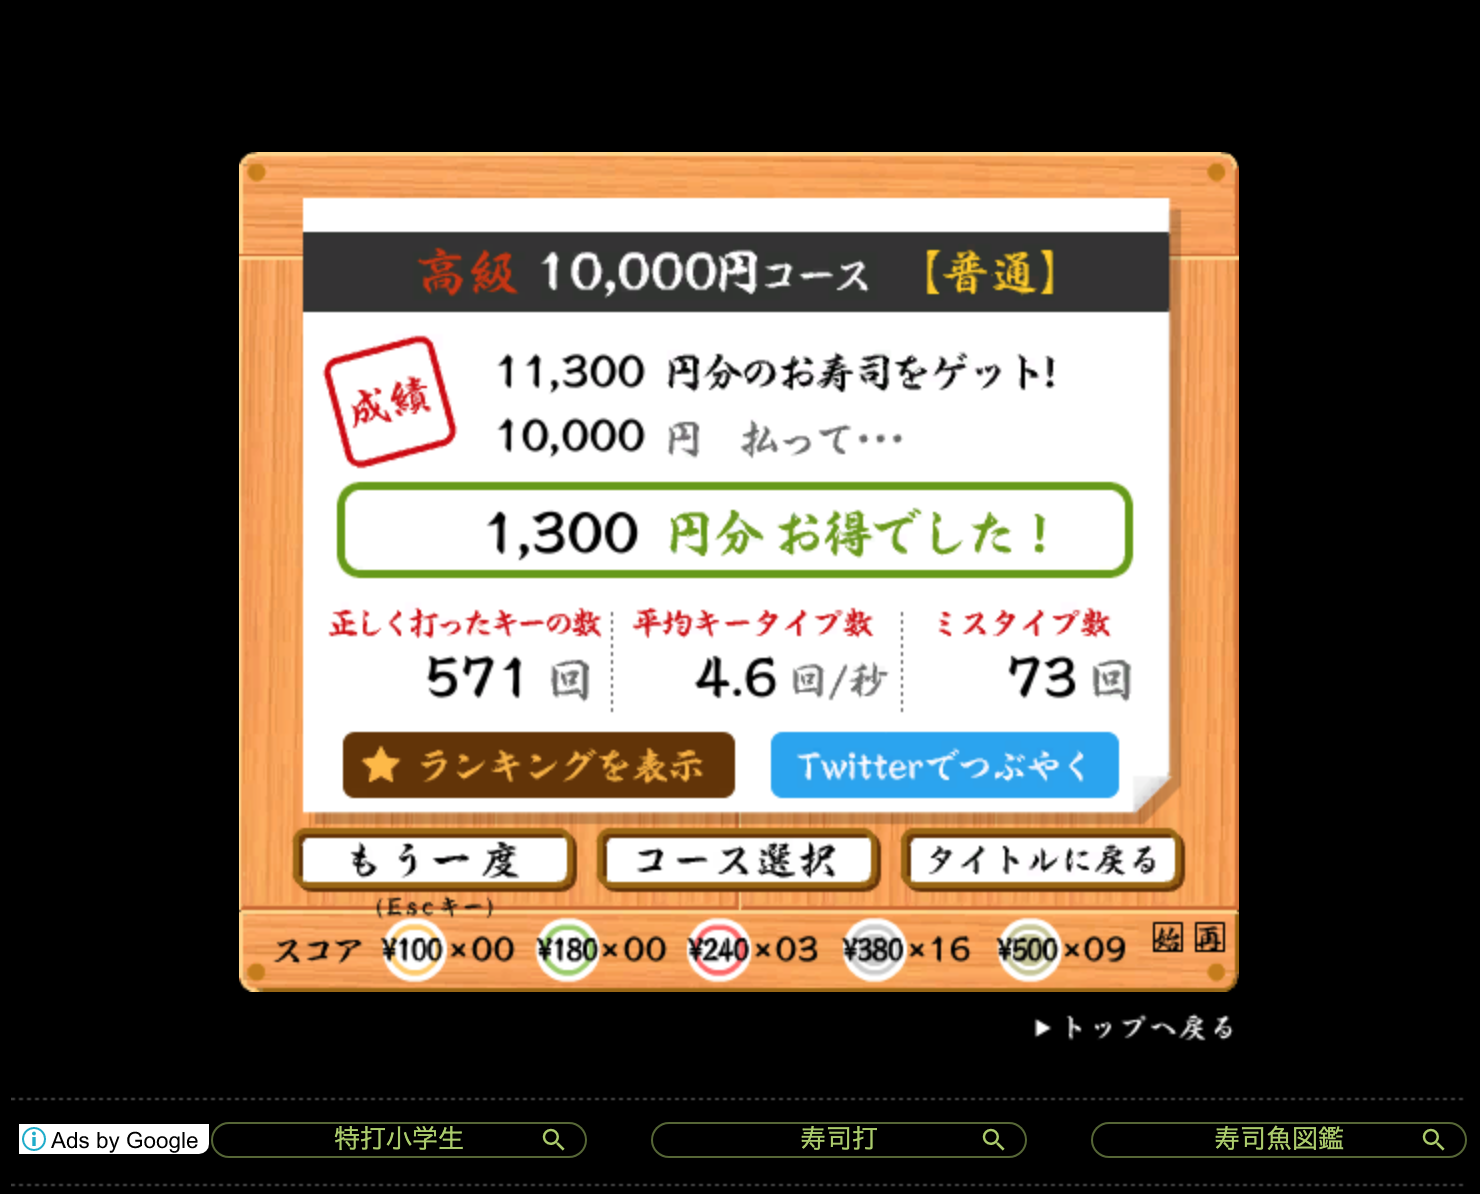 高級 10,000円コース 【普通】
成績
11,300 円分のお寿司をゲット!
10,000 円 払って・・・
1,300 円分 お得でした！
正しく打ったキーの数 平均キータイプ数 ミスタイプ数
571 回 4.6 回/秒 73 回
★ ランキングを表示 Twitterでつぶやく
もう一度 コース選択 タイトルに戻る
(Escキー)
スコア ¥100×00 ¥180×00 ¥240×03 ¥380×16 ¥500×09 始 再
▶トップへ戻る
Ads by Google 特打小学生 寿司打 寿司魚図鑑